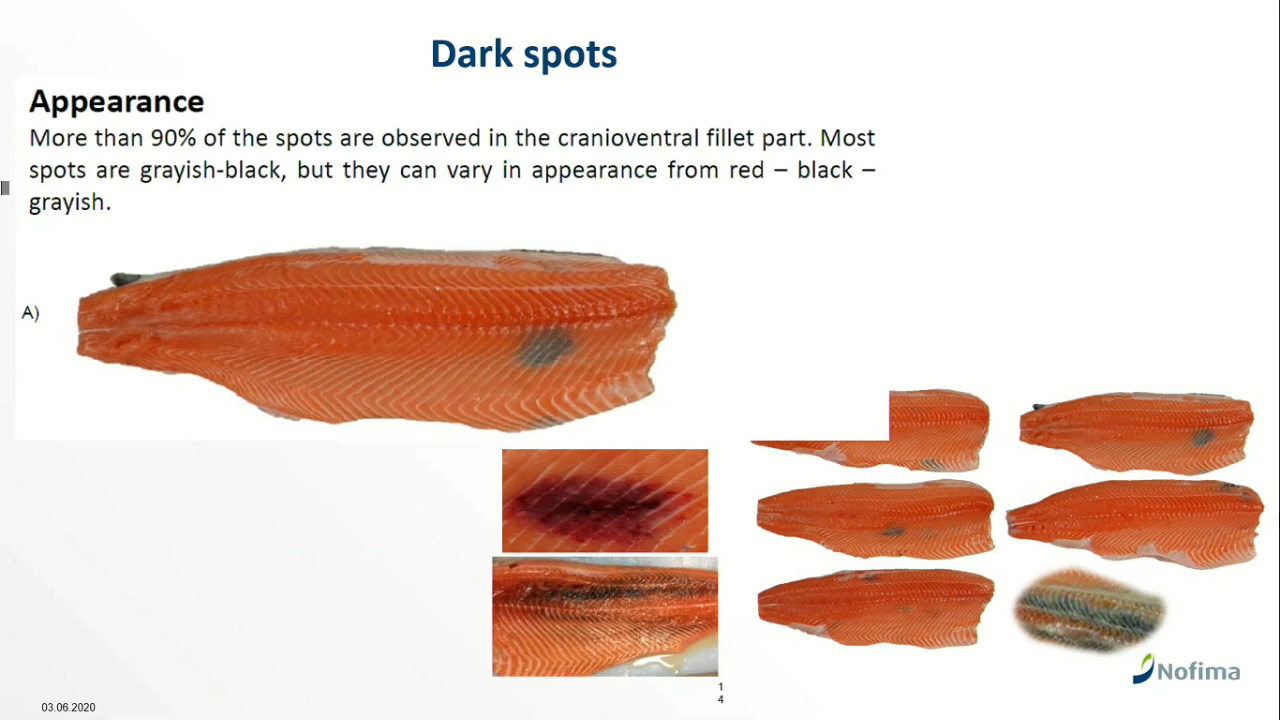 Dark spots
Appearance
More than 90% of the spots are observed in the cranioventral fillet part. Most
spots are grayish-black, but they can vary in appearance from red – black –
grayish.
A)
Nofima
1
4
03.06.2020